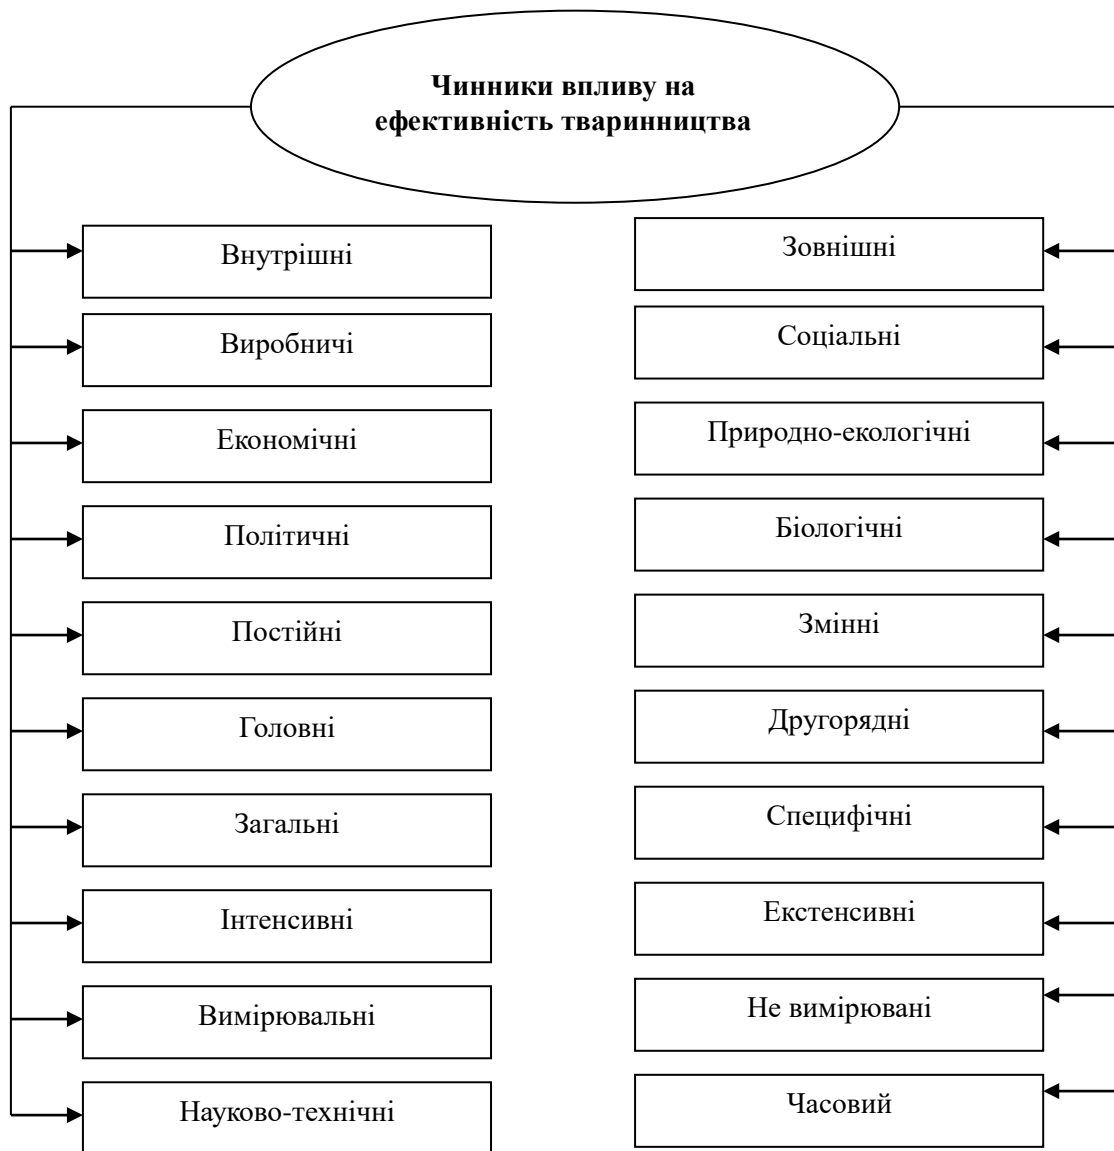 Чинники впливу на
ефективність тваринництва
Внутрішні
Зовнішні
Виробничі
Соціальні
Економічні
Природно-екологічні
Політичні
Біологічні
Постійні
Змінні
Головні
Другорядні
Загальні
Специфічні
Інтенсивні
Екстенсивні
Вимірювальні
Не вимірювані
Науково-технічні
Часовий